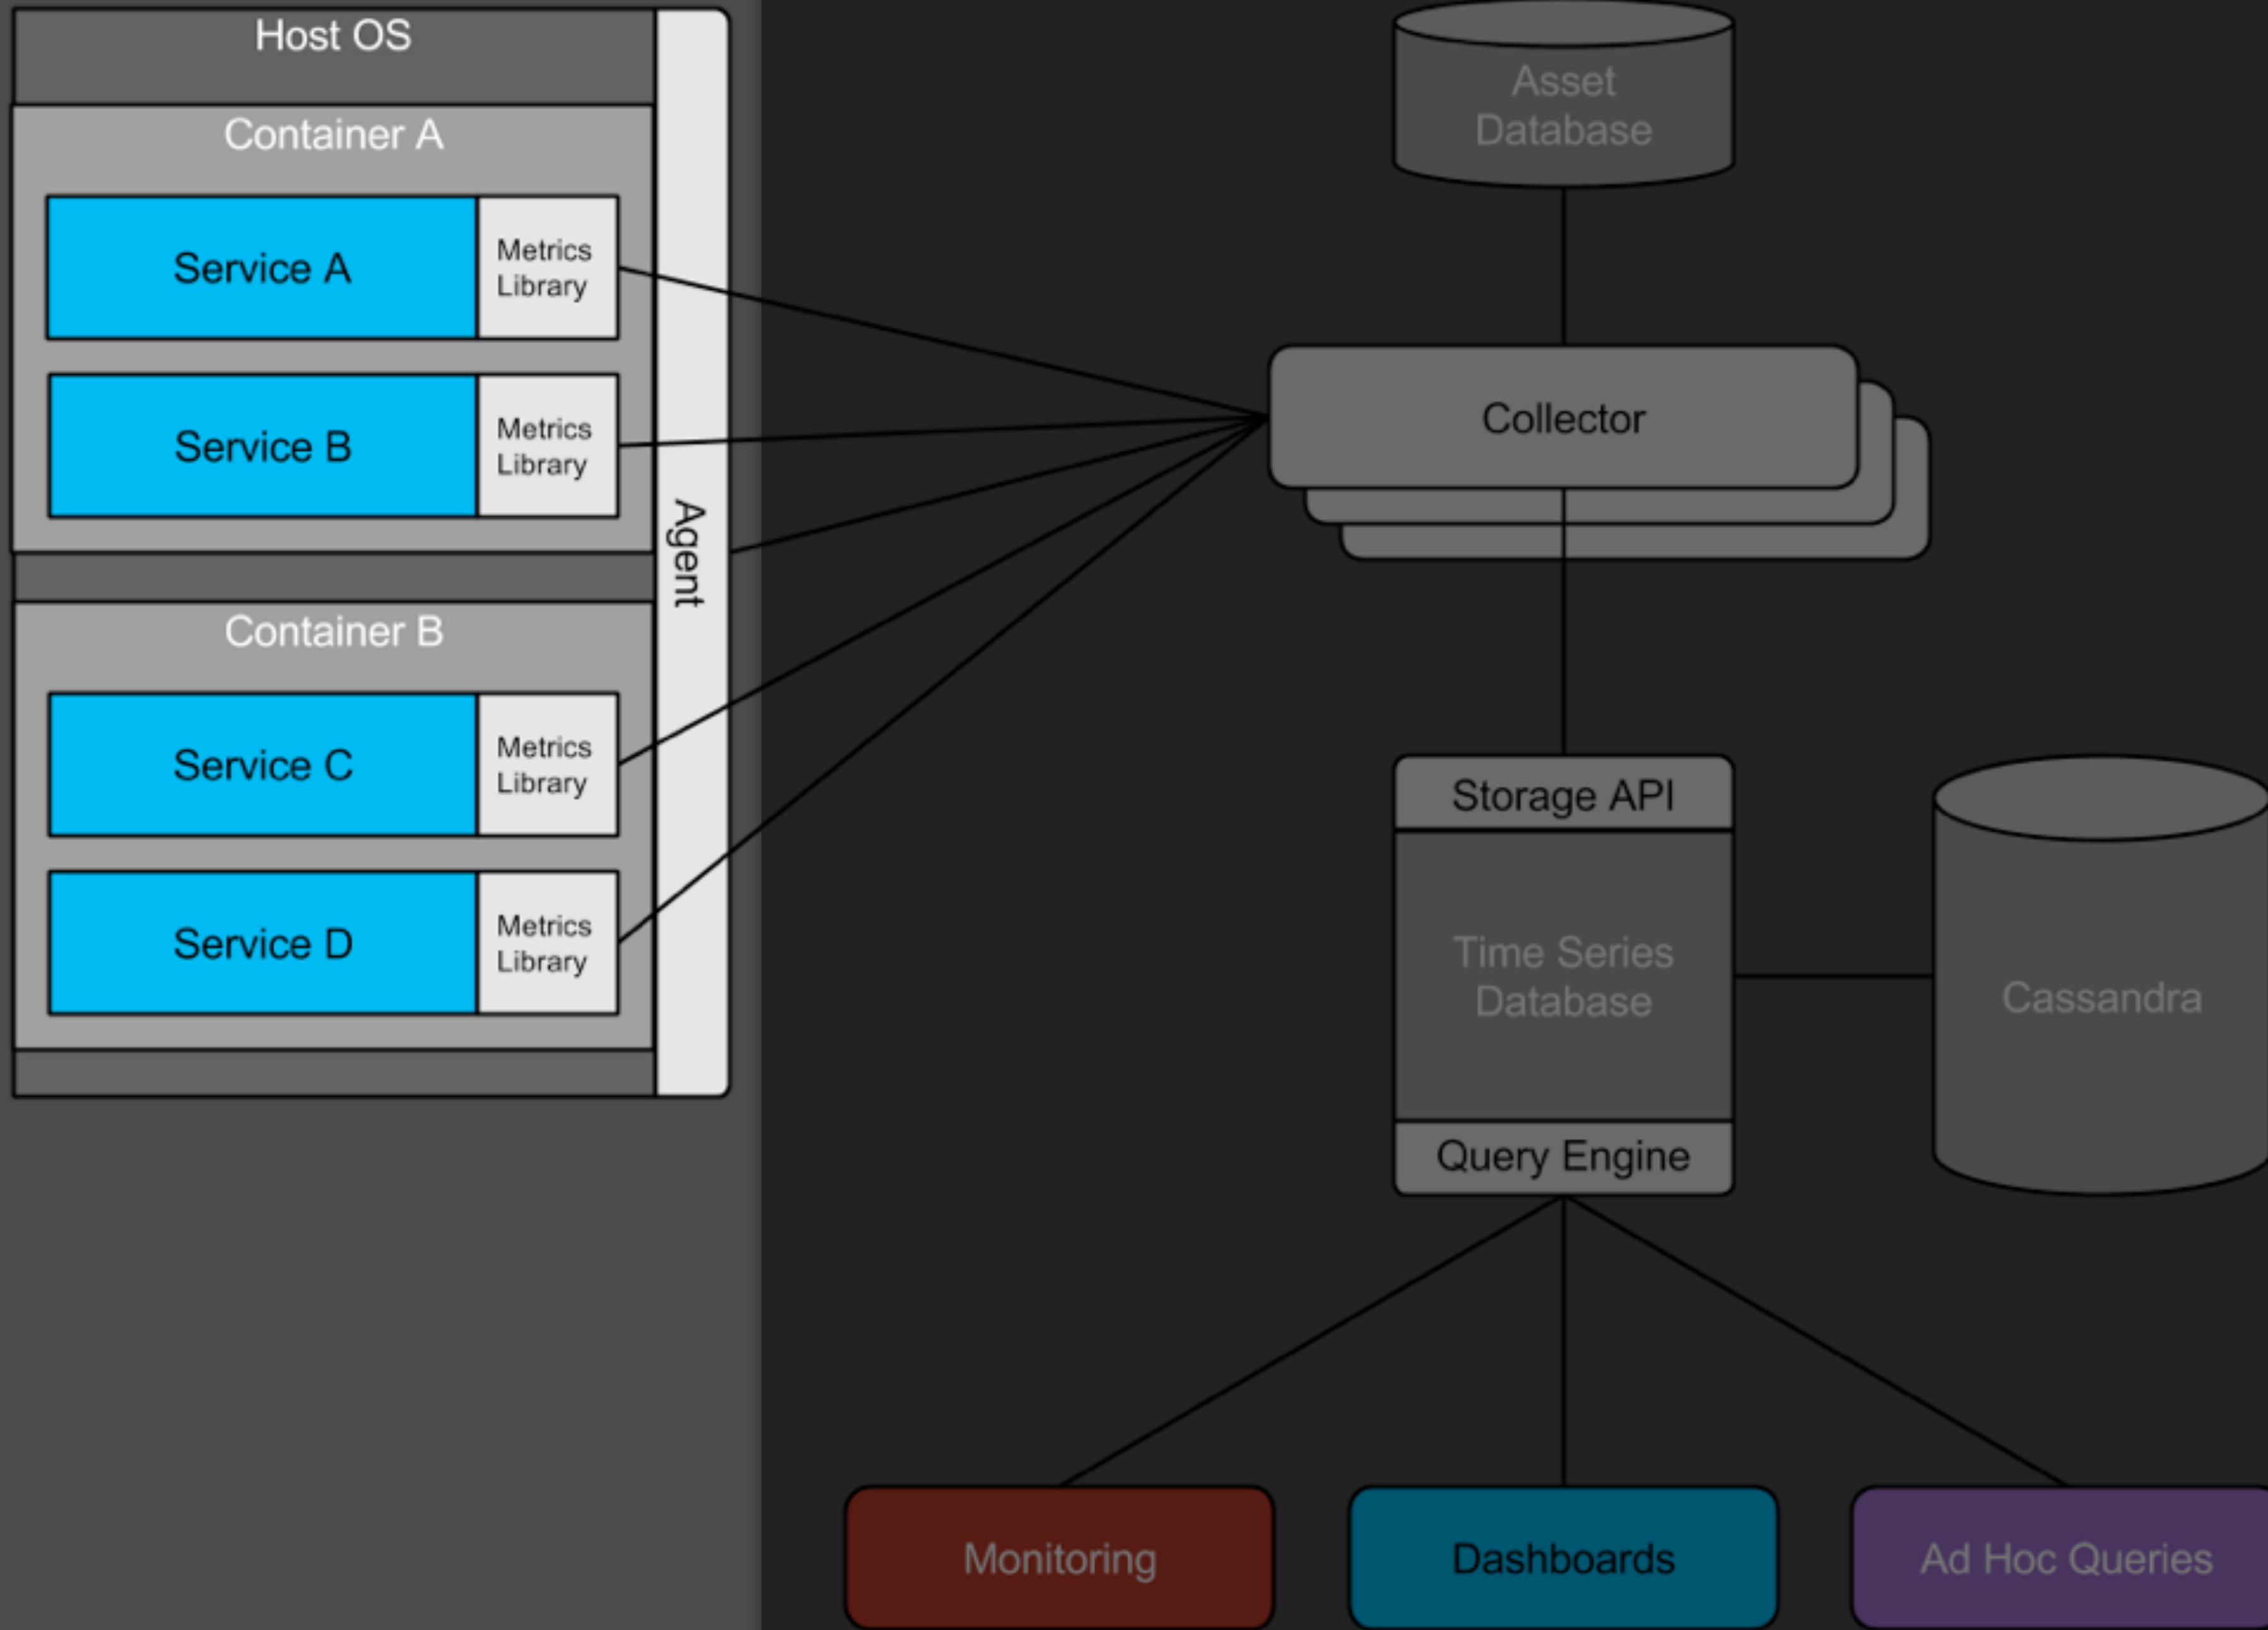 Host OS
Container A
Service A
Metrics
Library
Service B
Metrics
Library
Agent
Container B
Service C
Metrics
Library
Service D
Metrics
Library
Asset
Database
Collector
Storage API
Time Series
Database
Query Engine
Cassandra
Monitoring
Dashboards
Ad Hoc Queries